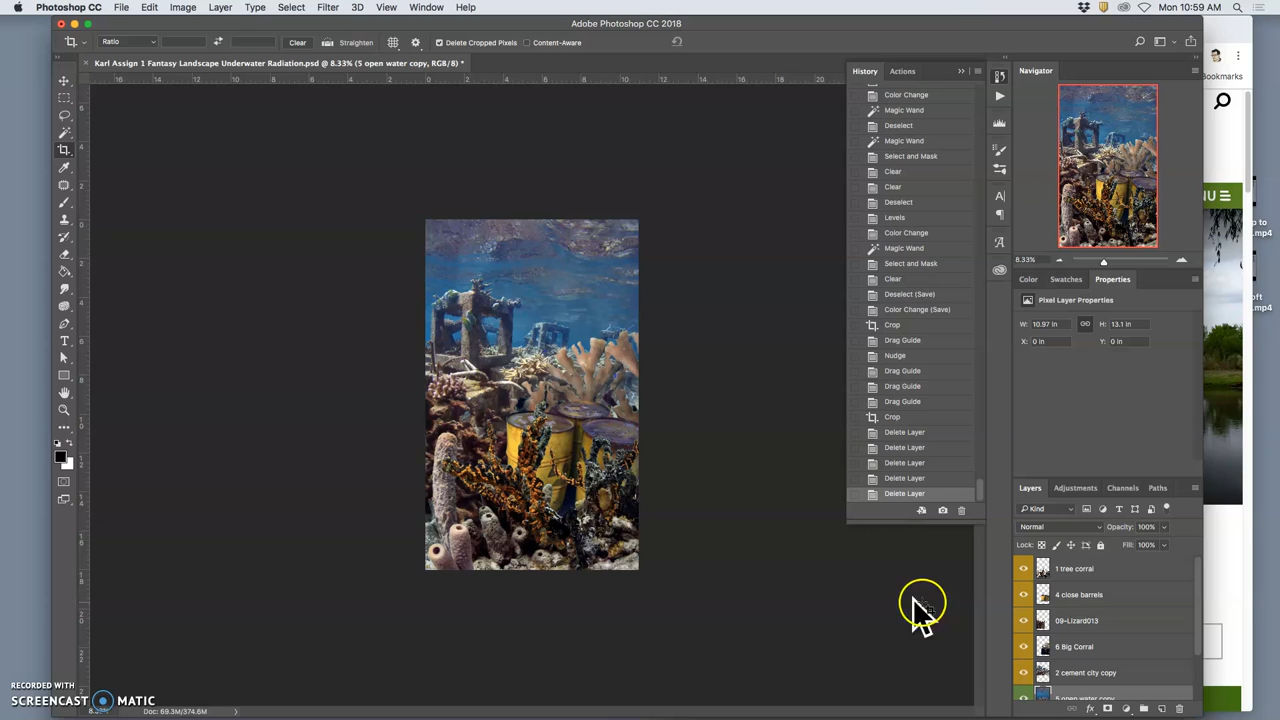 Photoshop CC File Edit Image Layer Type Select Filter 3D View Window Help Mon 10:59 AM
Adobe Photoshop CC 2018
Ratio Clear Straighten Delete Cropped Pixels Content-Aware
Karl Assign 1 Fantasy Landscape Underwater Radiation.psd @ 8.33% (5 open water copy, RGB/8) *
History Actions
Color Change
Magic Wand
Deselect
Magic Wand
Select and Mask
Clear
Clear
Deselect
Levels
Color Change
Magic Wand
Select and Mask
Clear
Deselect (Save)
Color Change (Save)
Crop
Drag Guide
Nudge
Drag Guide
Drag Guide
Drag Guide
Crop
Delete Layer
Delete Layer
Delete Layer
Delete Layer
Delete Layer
Navigator
8.33%
Color Swatches Properties
Pixel Layer Properties
W: 10.97 in H: 13.1 in
X: 0 in Y: 0 in
Layers Adjustments Channels Paths
Kind
Normal Opacity: 100%
Lock: Fill: 100%
1 tree corral
4 close barrels
09-Lizard013
6 Big Corral
2 cement city copy
5 open water copy
Bookmarks
NU
up to
.mp4
oft
.mp4
RECORDED WITH
SCREENCAST MATIC
Doc: 69.3M/374.6M